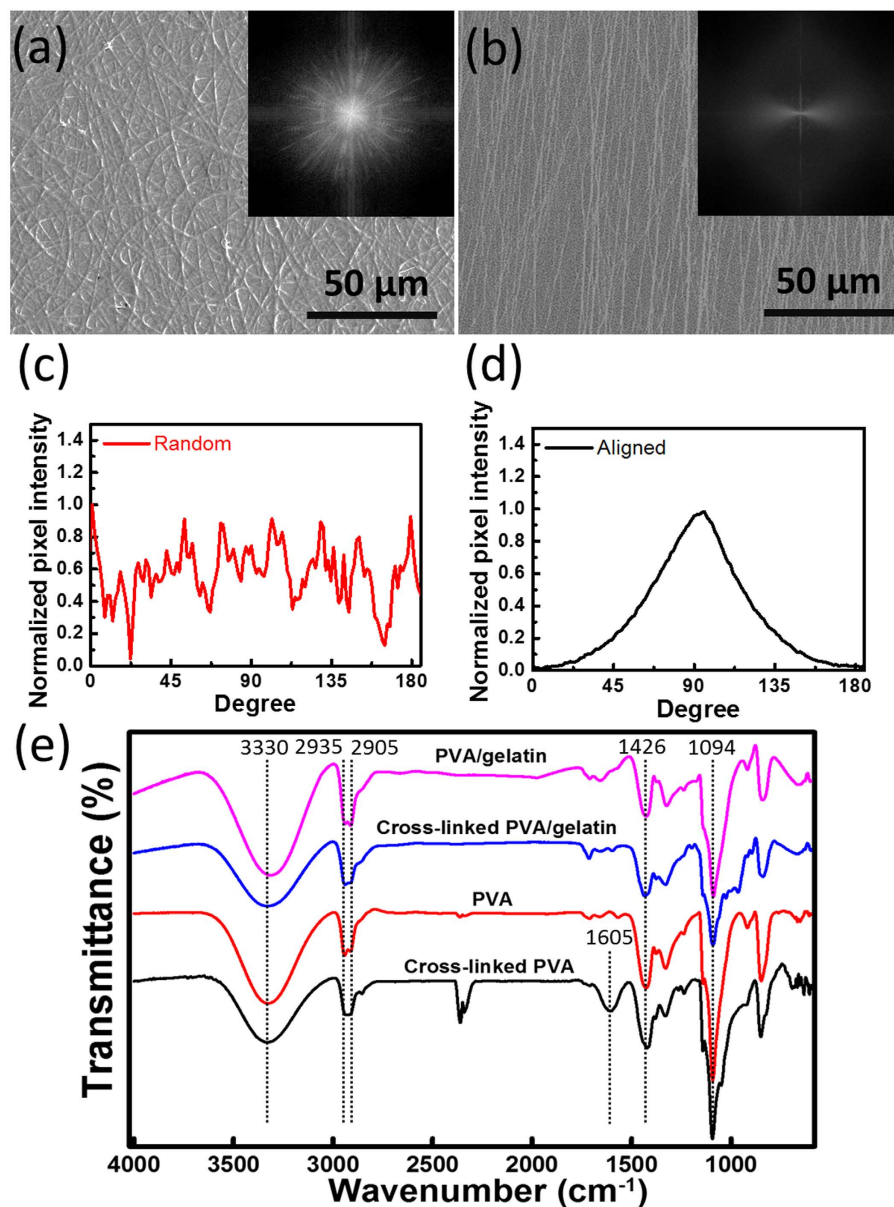 (a)
50 µm
(b)
50 µm
(c)
Normalized pixel intensity
1.4
1.2
1.0
0.8
0.6
0.4
0.2
0.0
Random
0 45 90 135 180
Degree
(d)
Normalized pixel intensity
1.4
1.2
1.0
0.8
0.6
0.4
0.2
0.0
Aligned
0 45 90 135 180
Degree
(e)
Transmittance (%)
3330 2935 2905 1426 1094
PVA/gelatin
Cross-linked PVA/gelatin
PVA
1605
Cross-linked PVA
4000 3500 3000 2500 2000 1500 1000
Wavenumber (cm⁻¹)